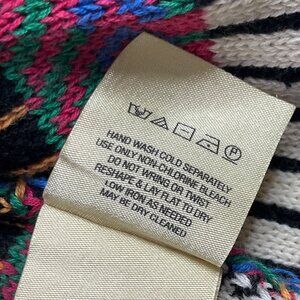 HAND WASH COLD SEPARATELY
USE ONLY NON-CHLORINE BLEACH
DO NOT WRING OR TWIST
RESHAPE & LAY FLAT TO DRY
LOW IRON AS NEEDED
MAY BE DRY CLEANED